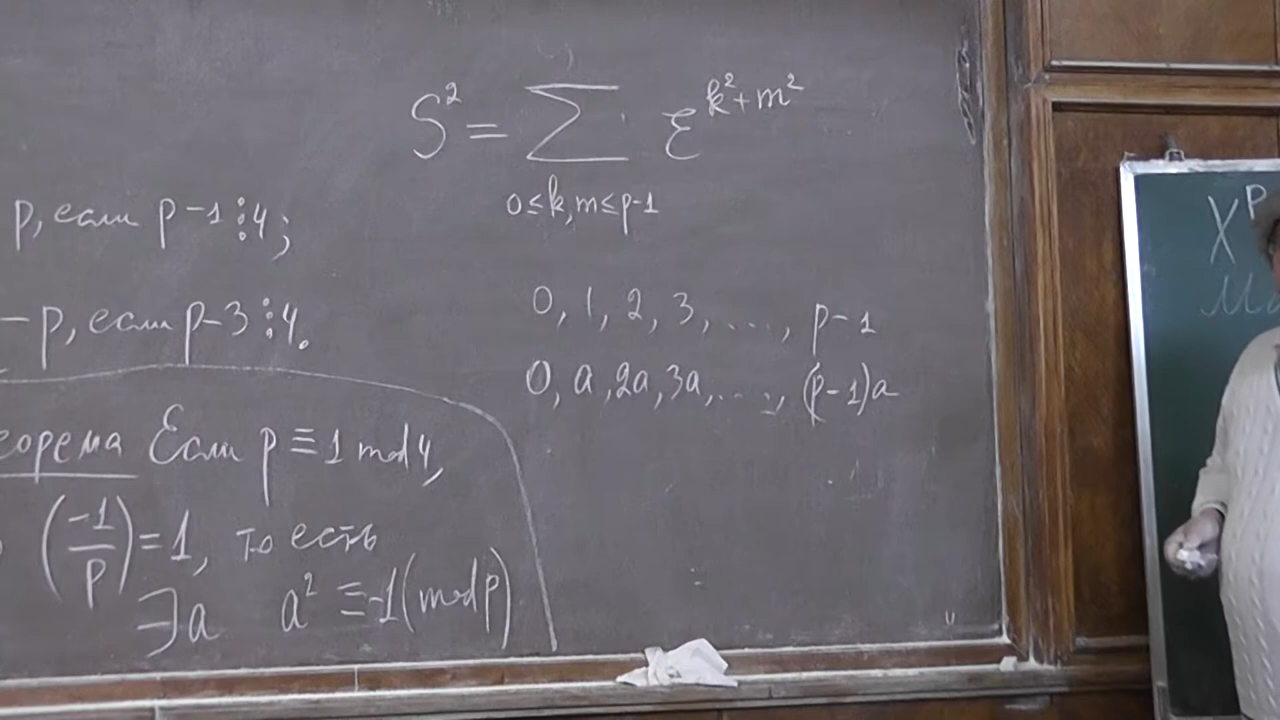 p, если p-1⋮4;
-p, если p-3⋮4.
еорема Если p ≡ 1 mod 4,
(-1/p)=1, то есть
∃a a² ≡ -1 (mod p)
S² = ∑ ε^{k²+m²}
0≤k,m≤p-1
0, 1, 2, 3, ...., p-1
0, a, 2a, 3a, ...., (p-1)a
X^p